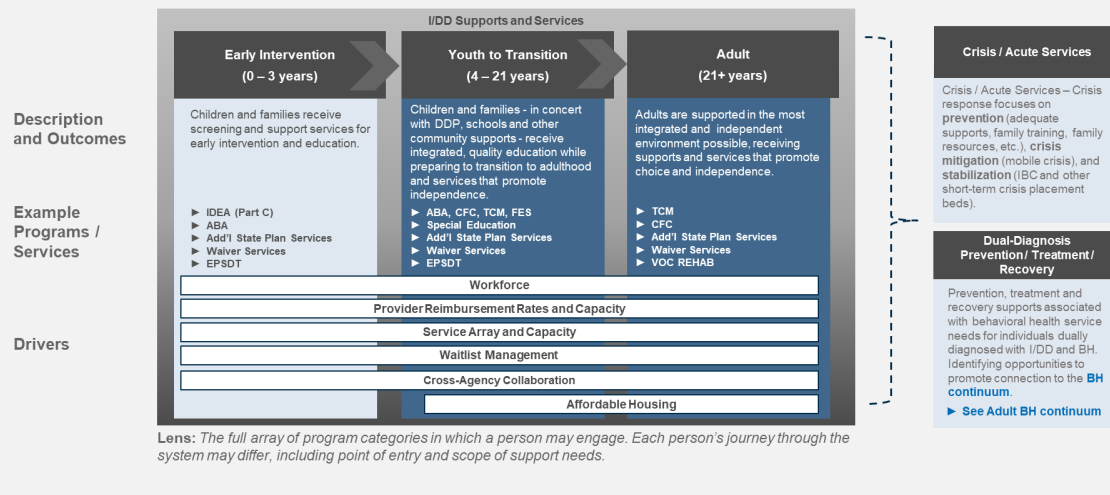 I/DD Supports and Services
Early Intervention
(0 – 3 years)
Youth to Transition
(4 – 21 years)
Adult
(21+ years)
Description
and Outcomes
Children and families receive
screening and support services for
early intervention and education.
Children and families - in concert
with DDP, schools and other
community supports - receive
integrated, quality education while
preparing to transition to adulthood
and services that promote
independence.
Adults are supported in the most
integrated and independent
environment possible, receiving
supports and services that promote
choice and independence.
Example
Programs /
Services
► IDEA (Part C)
► ABA
► Add'l State Plan Services
► Waiver Services
► EPSDT
► ABA, CFC, TCM, FES
► Special Education
► Add'l State Plan Services
► Waiver Services
► EPSDT
► TCM
► CFC
► Add'l State Plan Services
► Waiver Services
► VOC REHAB
Drivers
Workforce
Provider Reimbursement Rates and Capacity
Service Array and Capacity
Waitlist Management
Cross-Agency Collaboration
Affordable Housing
Lens: The full array of program categories in which a person may engage. Each person's journey through the
system may differ, including point of entry and scope of support needs.
Crisis / Acute Services
Crisis / Acute Services – Crisis
response focuses on
prevention (adequate
supports, family training, family
resources, etc.), crisis
mitigation (mobile crisis), and
stabilization (IBC and other
short-term crisis placement
beds).
Dual-Diagnosis
Prevention / Treatment /
Recovery
Prevention, treatment and
recovery supports associated
with behavioral health service
needs for individuals dually
diagnosed with I/DD and BH.
Identifying opportunities to
promote connection to the BH
continuum.
► See Adult BH continuum